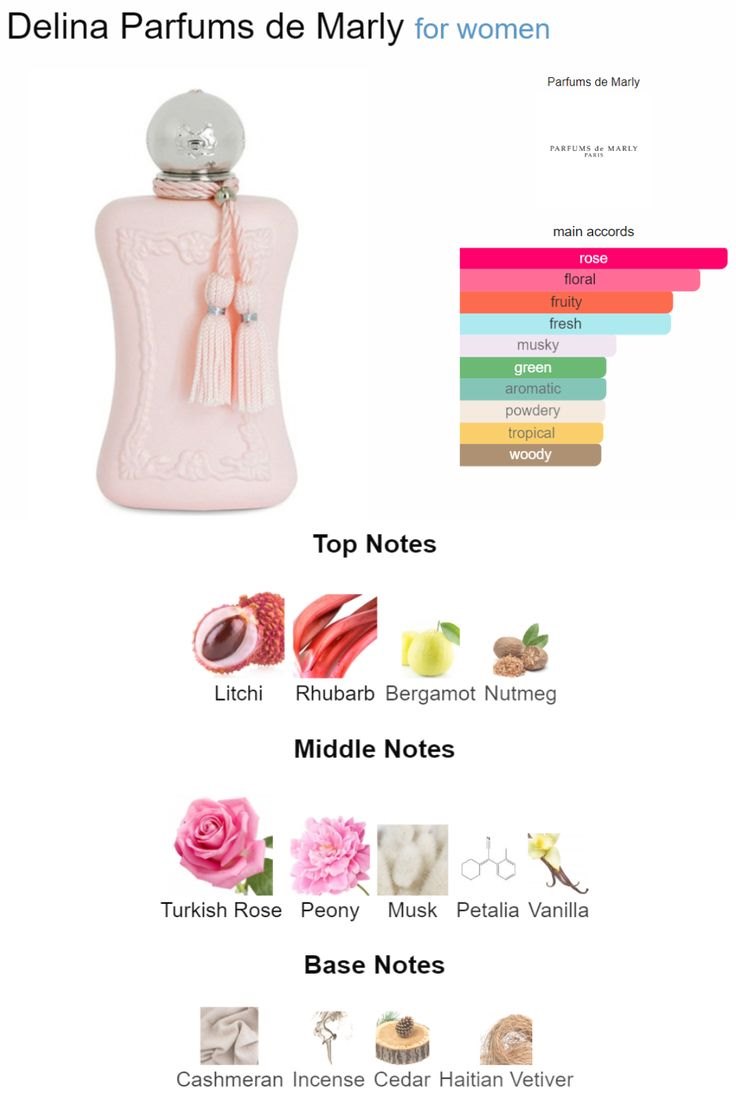 Delina Parfums de Marly for women
Parfums de Marly
PARFUMS de MARLY
PARIS
main accords
rose
floral
fruity
fresh
musky
green
aromatic
powdery
tropical
woody
Top Notes
Litchi Rhubarb Bergamot Nutmeg
Middle Notes
Turkish Rose Peony Musk Petalia Vanilla
Base Notes
Cashmeran Incense Cedar Haitian Vetiver